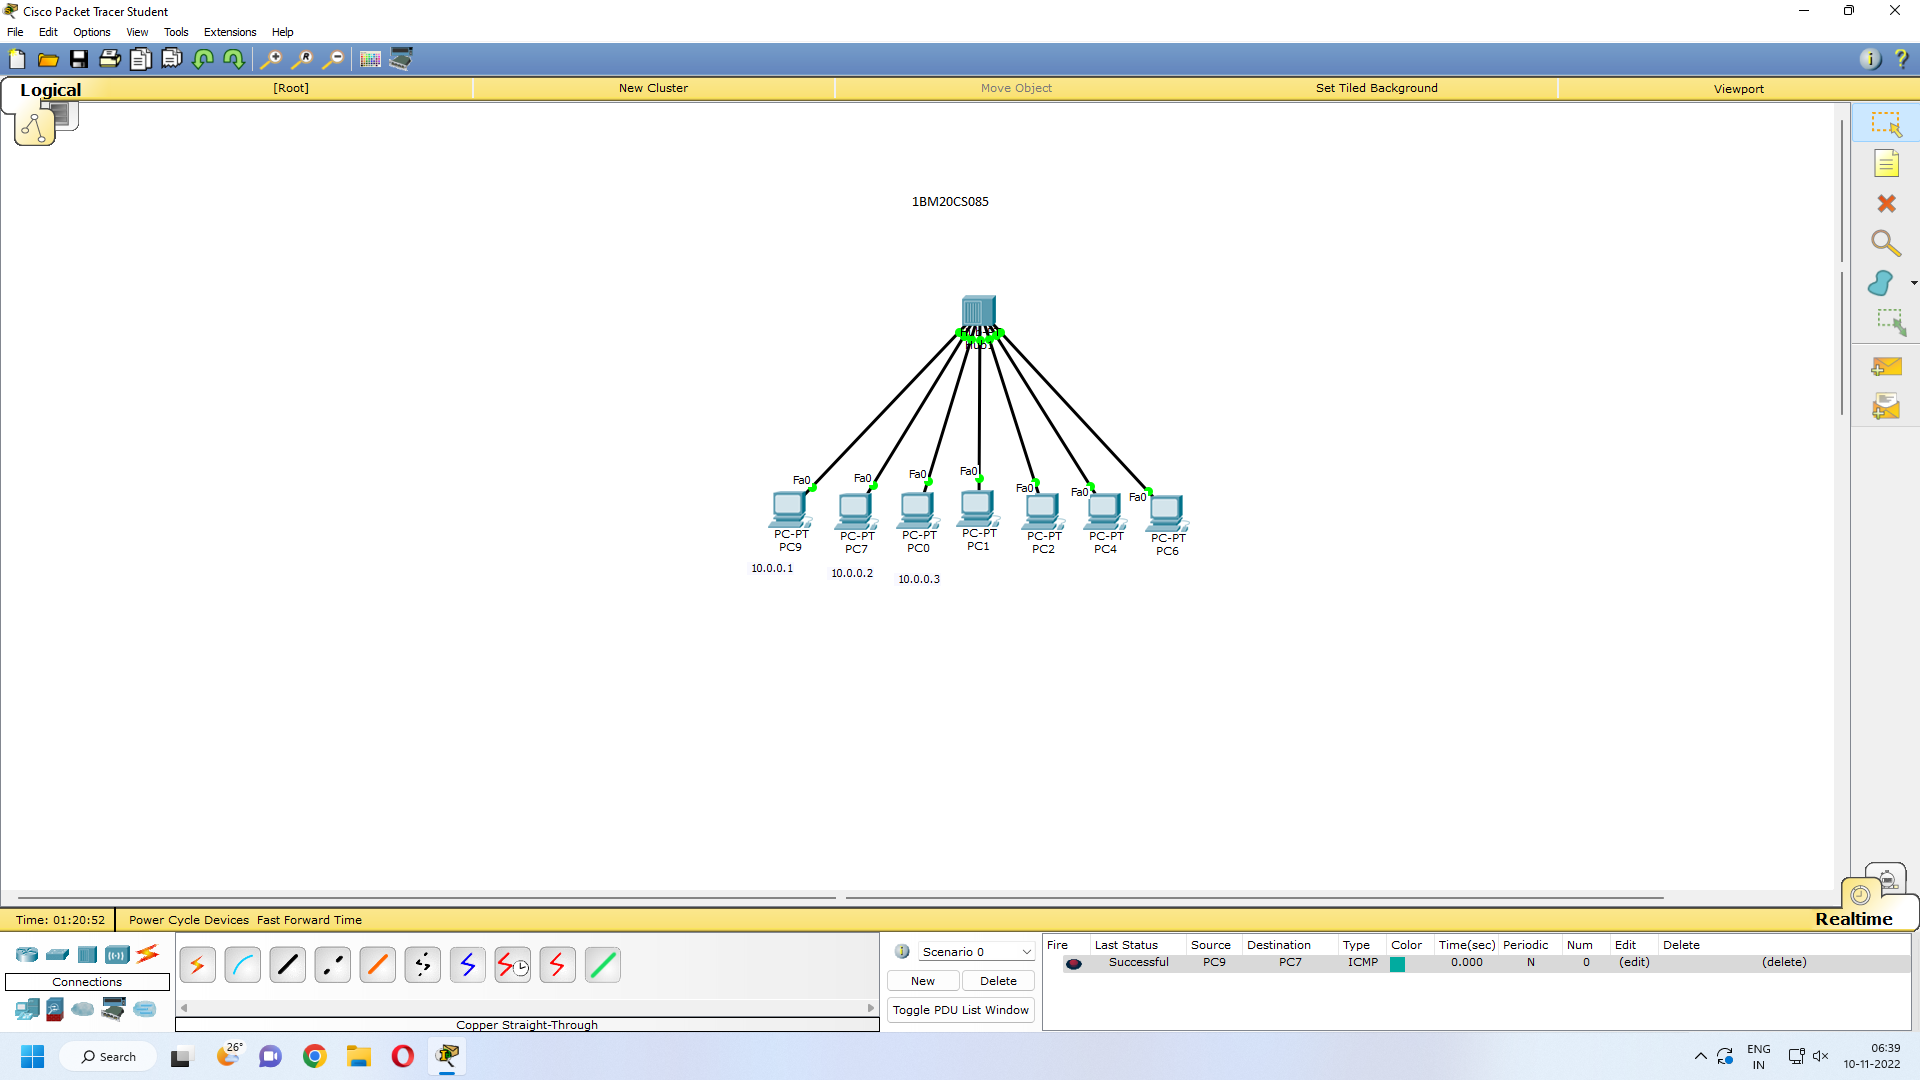 Cisco Packet Tracer Student
File Edit Options View Tools Extensions Help
Logical [Root] New Cluster Move Object Set Tiled Background Viewport
1BM20CS085
Fa0 Fa0 Fa0 Fa0 Fa0 Fa0 Fa0
PC-PT PC-PT PC-PT PC-PT PC-PT PC-PT PC-PT
PC9 PC7 PC0 PC1 PC2 PC4 PC6
10.0.0.1 10.0.0.2 10.0.0.3
Time: 01:20:52 Power Cycle Devices Fast Forward Time Realtime
Connections
Copper Straight-Through
Scenario 0
New Delete
Toggle PDU List Window
Fire Last Status Source Destination Type Color Time(sec) Periodic Num Edit Delete
Successful PC9 PC7 ICMP 0.000 N 0 (edit) (delete)
26°
Search
ENG
IN
06:39
10-11-2022